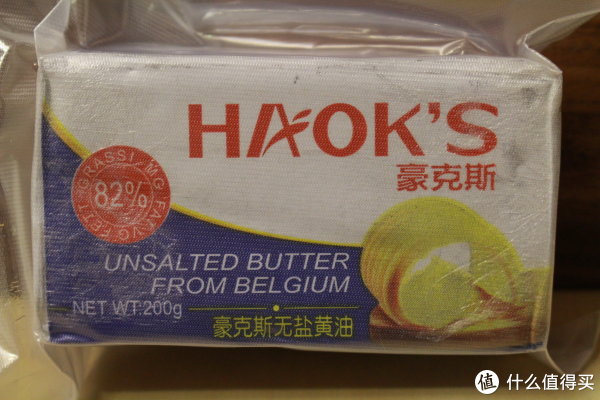 HAOK'S
豪克斯
82%
UNSALTED BUTTER
FROM BELGIUM
NET WT.200g
豪克斯无盐黄油
值 什么值得买